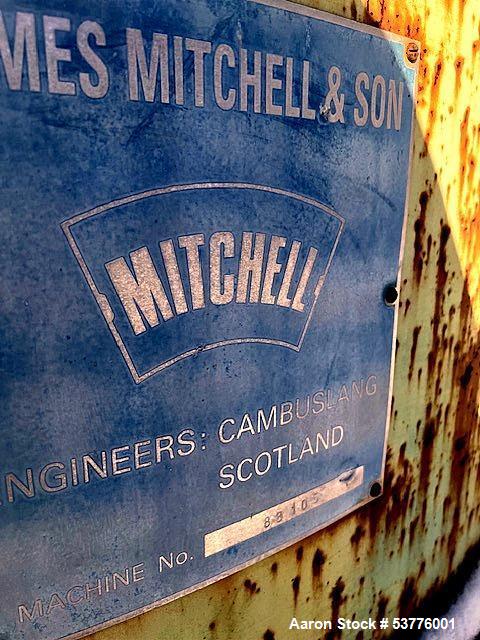 MES MITCHELL & SON
MITCHELL
NGINEERS: CAMBUSLANG
SCOTLAND
MACHINE No.
Aaron Stock # 53776001